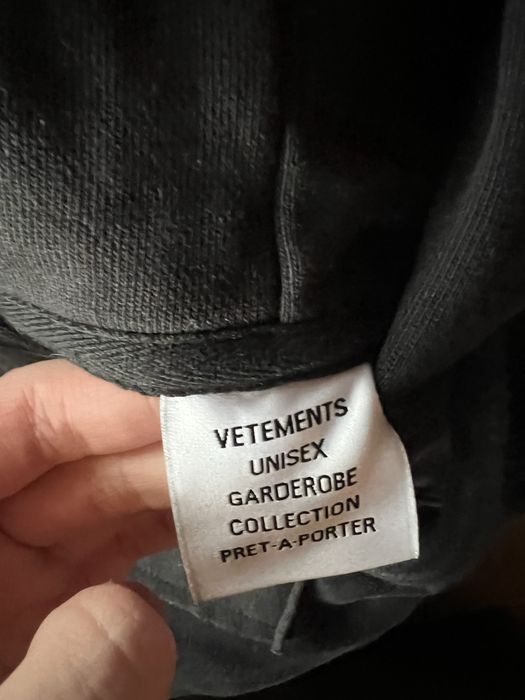 VETEMENTS
UNISEX
GARDEROBE
COLLECTION
PRET-A-PORTER